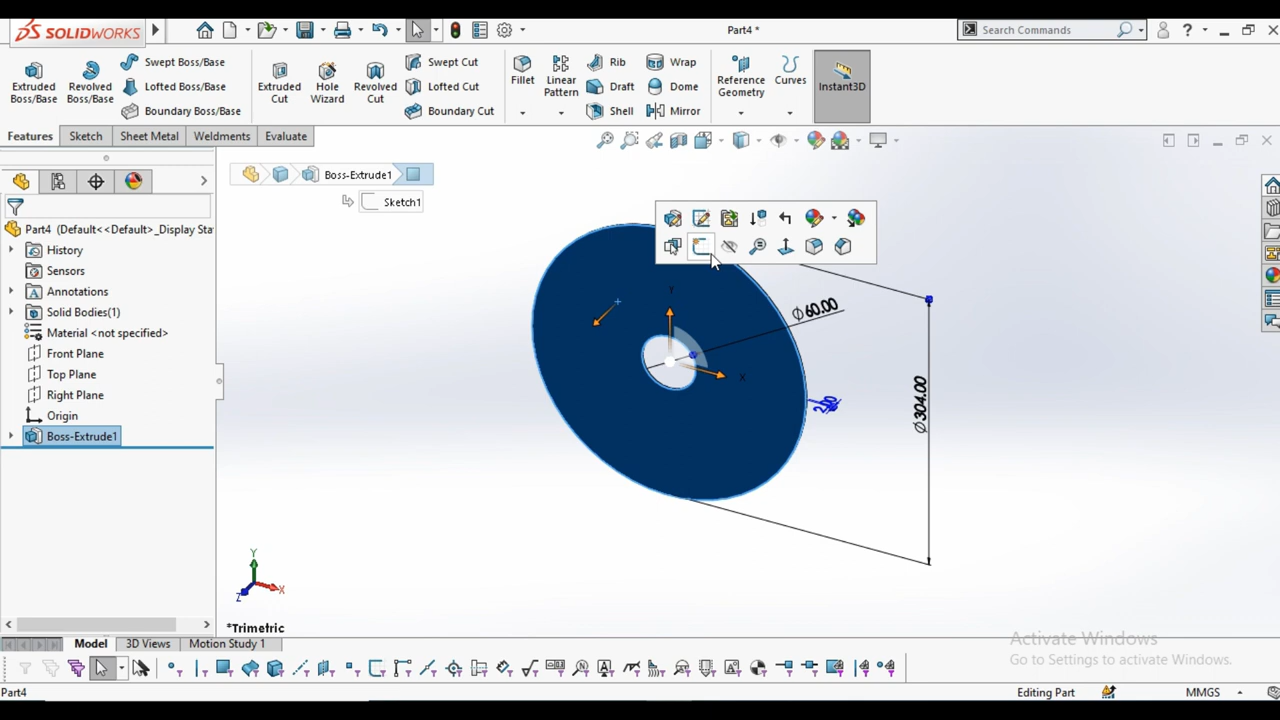 SOLIDWORKS
Part4 *
Search Commands
Extruded Boss/Base
Revolved Boss/Base
Swept Boss/Base
Lofted Boss/Base
Boundary Boss/Base
Extruded Cut
Hole Wizard
Revolved Cut
Swept Cut
Lofted Cut
Boundary Cut
Fillet
Linear Pattern
Rib
Draft
Shell
Wrap
Dome
Mirror
Reference Geometry
Curves
Instant3D
Features Sketch Sheet Metal Weldments Evaluate
Boss-Extrude1
Sketch1
Part4 (Default<<Default>_Display Sta
History
Sensors
Annotations
Solid Bodies(1)
Material <not specified>
Front Plane
Top Plane
Right Plane
Origin
Boss-Extrude1
Y
X
Ø60.00
Ø304.00
Y
X
Z
*Trimetric
Activate Windows
Go to Settings to activate Windows.
Model 3D Views Motion Study 1
Part4 Editing Part MMGS